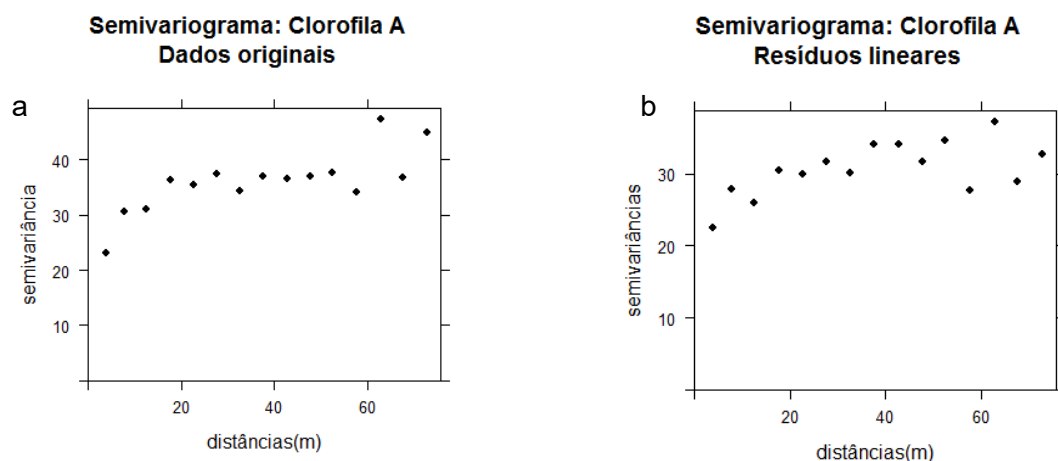 Semivariograma: Clorofila A
Dados originais
a
40
30
20
10
semivariância
20
40
60
distâncias(m)
Semivariograma: Clorofila A
Resíduos lineares
b
30
20
10
semivariâncias
20
40
60
distâncias(m)